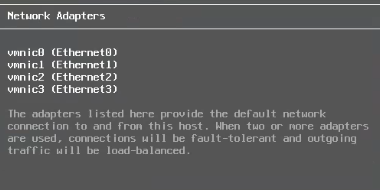 Network Adapters
vmnic0 (Ethernet0)
vmnic1 (Ethernet1)
vmnic2 (Ethernet2)
vmnic3 (Ethernet3)
The adapters listed here provide the default network
connection to and from this host. When two or more adapters
are used, connections will be fault-tolerant and outgoing
traffic will be load-balanced.